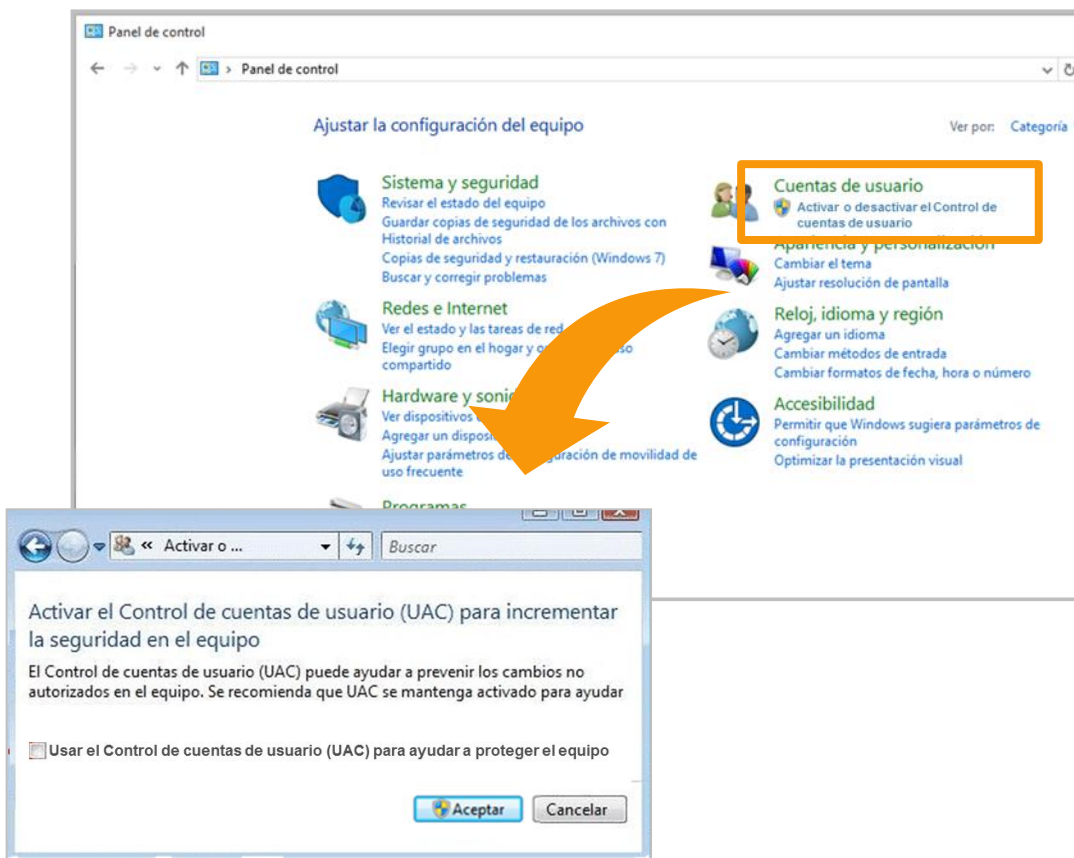 Panel de control
Panel de control
Ajustar la configuración del equipo
Ver por: Categoría
Sistema y seguridad
Revisar el estado del equipo
Guardar copias de seguridad de los archivos con
Historial de archivos
Copias de seguridad y restauración (Windows 7)
Buscar y corregir problemas
Redes e Internet
Ver el estado y las tareas de red
Elegir grupo en el hogar y
compartido
Hardware y
Ver dispositivos
Agregar un
Ajustar parámetros de movilidad de
uso frecuente
Programas
Cuentas de usuario
Activar o desactivar el Control de
cuentas de usuario
Apariencia y personalización
Cambiar el tema
Ajustar resolución de pantalla
Reloj, idioma y región
Agregar un idioma
Cambiar métodos de entrada
Cambiar formatos de fecha, hora o número
Accesibilidad
Permitir que Windows sugiera parámetros de
configuración
Optimizar la presentación visual
« Activar o ...
Buscar
Activar el Control de cuentas de usuario (UAC) para incrementar
la seguridad en el equipo
El Control de cuentas de usuario (UAC) puede ayudar a prevenir los cambios no
autorizados en el equipo. Se recomienda que UAC se mantenga activado para ayudar
Usar el Control de cuentas de usuario (UAC) para ayudar a proteger el equipo
Aceptar
Cancelar